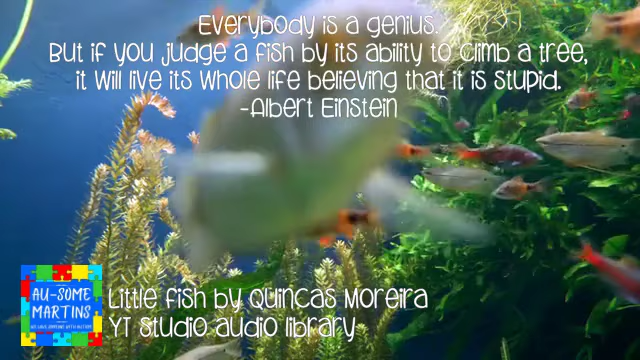 Everybody is a genius.
But if you judge a fish by its ability to climb a tree,
it will live its whole life believing that it is stupid.
-Albert Einstein
AU-SOME
MARTINS
Little fish by Quincas Moreira
YT Studio audio library